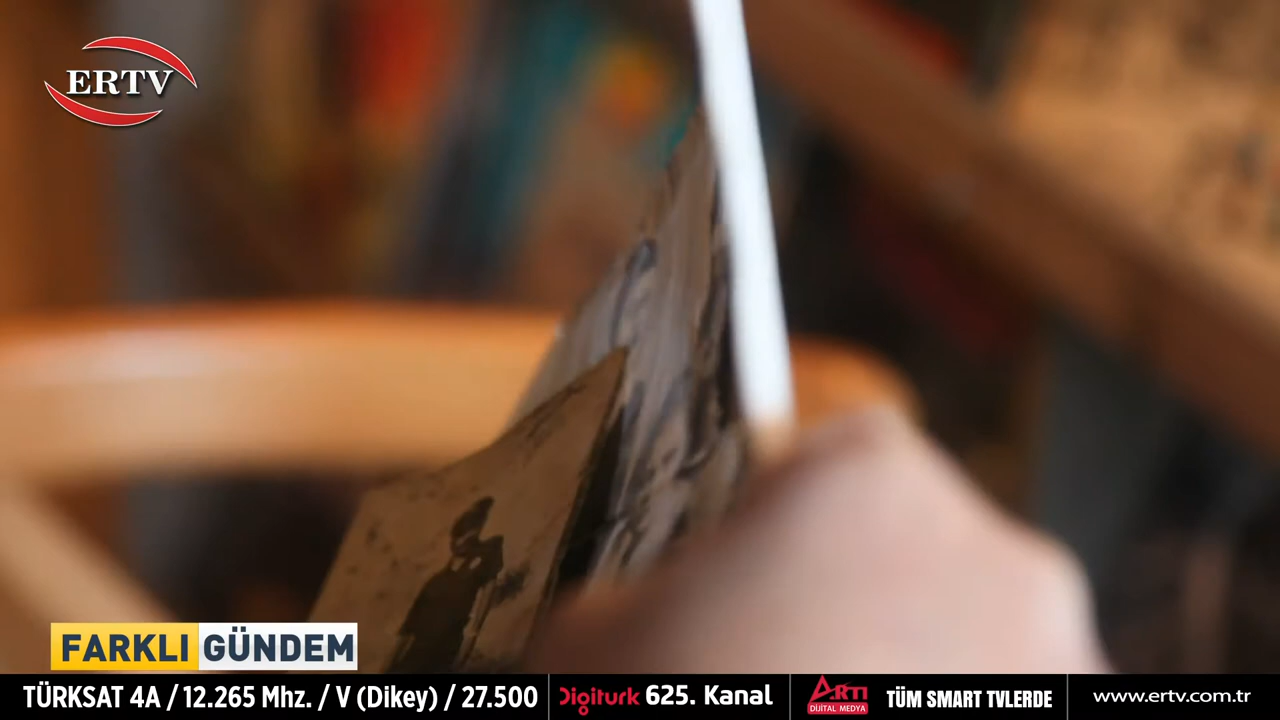 ERTV
FARKLI GÜNDEM
TÜRKSAT 4A / 12.265 Mhz. / V (Dikey) / 27.500
Digiturk 625. Kanal
ARTI
DİJİTAL MEDYA
TÜM SMART TVLERDE
www.ertv.com.tr